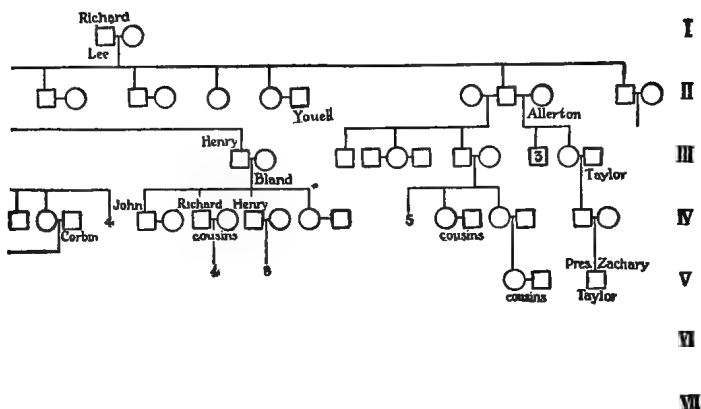 Richard
Lee
I
Youell
Allerton
II
Henry
Bland
3
Taylor
III
Corbin
4
John
Richard
Henry
cousins
5
cousins
IV
4
8
Pres. Zachary
Taylor
cousins
V
VI
VII